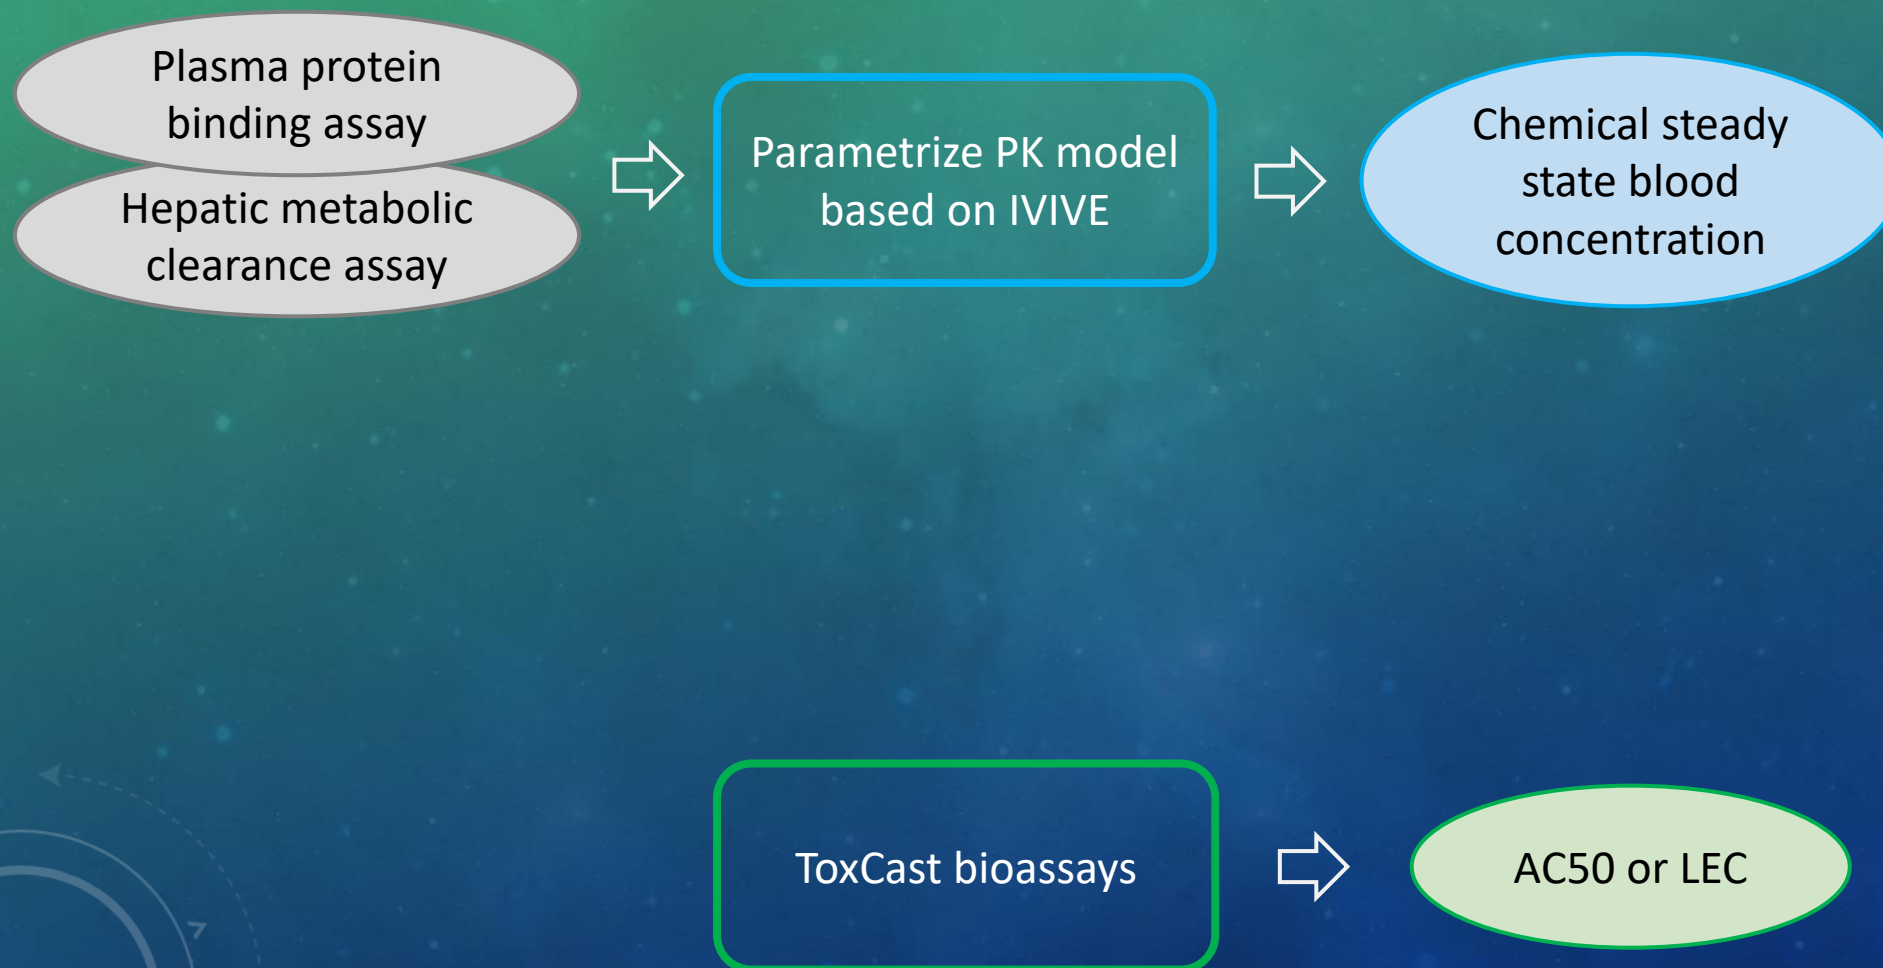 Plasma protein
binding assay
Hepatic metabolic
clearance assay
Parametrize PK model
based on IVIVE
Chemical steady
state blood
concentration
ToxCast bioassays
AC50 or LEC